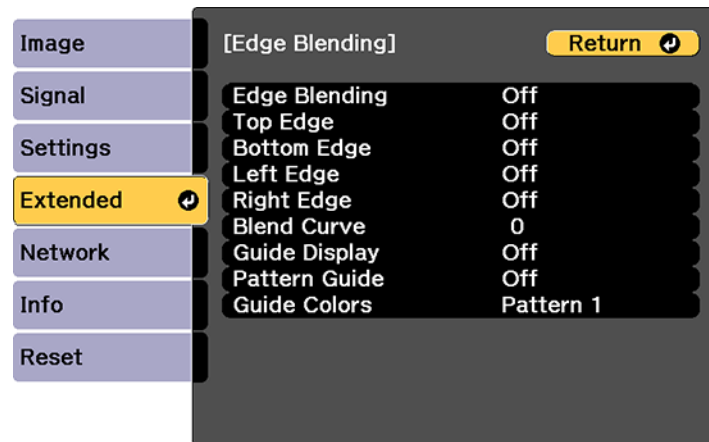 Image
Signal
Settings
Extended
Network
Info
Reset
[Edge Blending] Return
Edge Blending Off
Top Edge Off
Bottom Edge Off
Left Edge Off
Right Edge Off
Blend Curve 0
Guide Display Off
Pattern Guide Off
Guide Colors Pattern 1